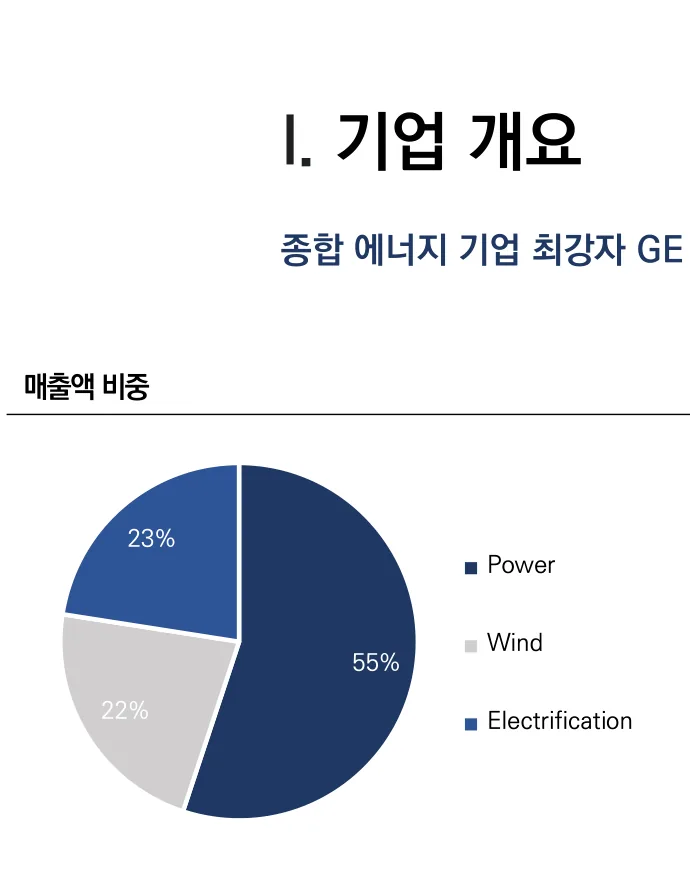 I. 기업 개요
종합 에너지 기업 최강자 GE
매출액 비중
23%
55%
22%
Power
Wind
Electrification